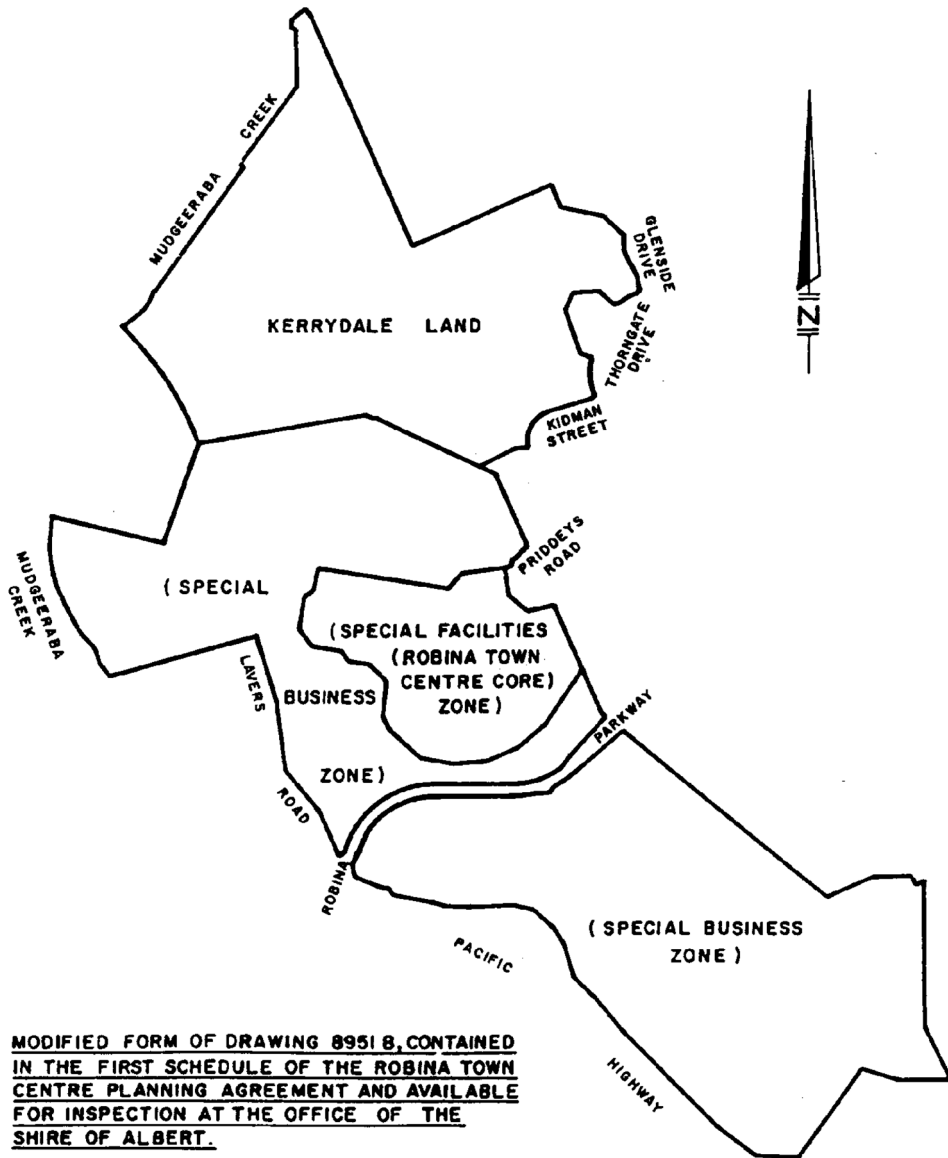 MUDGEERABA CREEK
GLENSIDE
DRIVE
N
KERRYDALE LAND
THORNGATE
DRIVE
KIDMAN
STREET
PRIDDEYS
ROAD
MUDGEERABA
CREEK
(SPECIAL
BUSINESS
ZONE)
(SPECIAL FACILITIES
(ROBINA TOWN
CENTRE CORE)
ZONE)
LAVERS
ROAD
ROBINA
PARKWAY
(SPECIAL BUSINESS
ZONE)
PACIFIC
HIGHWAY
MODIFIED FORM OF DRAWING 89518, CONTAINED
IN THE FIRST SCHEDULE OF THE ROBINA TOWN
CENTRE PLANNING AGREEMENT AND AVAILABLE
FOR INSPECTION AT THE OFFICE OF THE
SHIRE OF ALBERT.